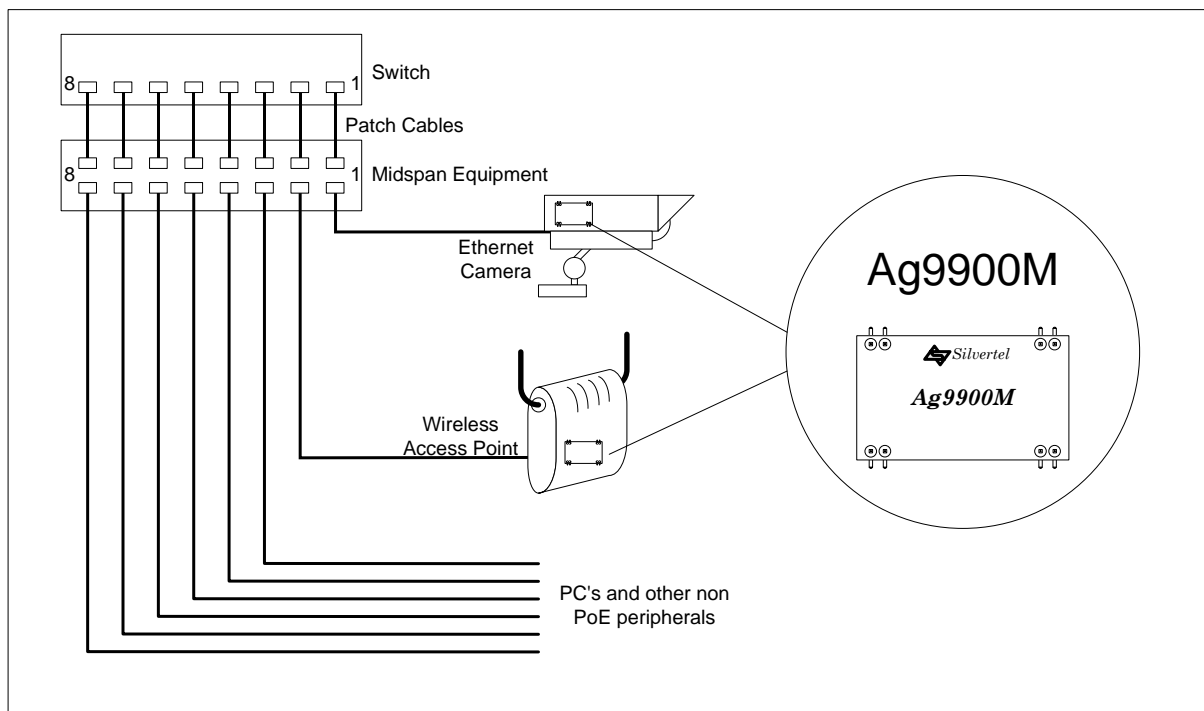 8
1
Switch
Patch Cables
8
1
Midspan Equipment
Ethernet
Camera
Wireless
Access Point
PC's and other non
PoE peripherals
Ag9900M
Silvertel
Ag9900M